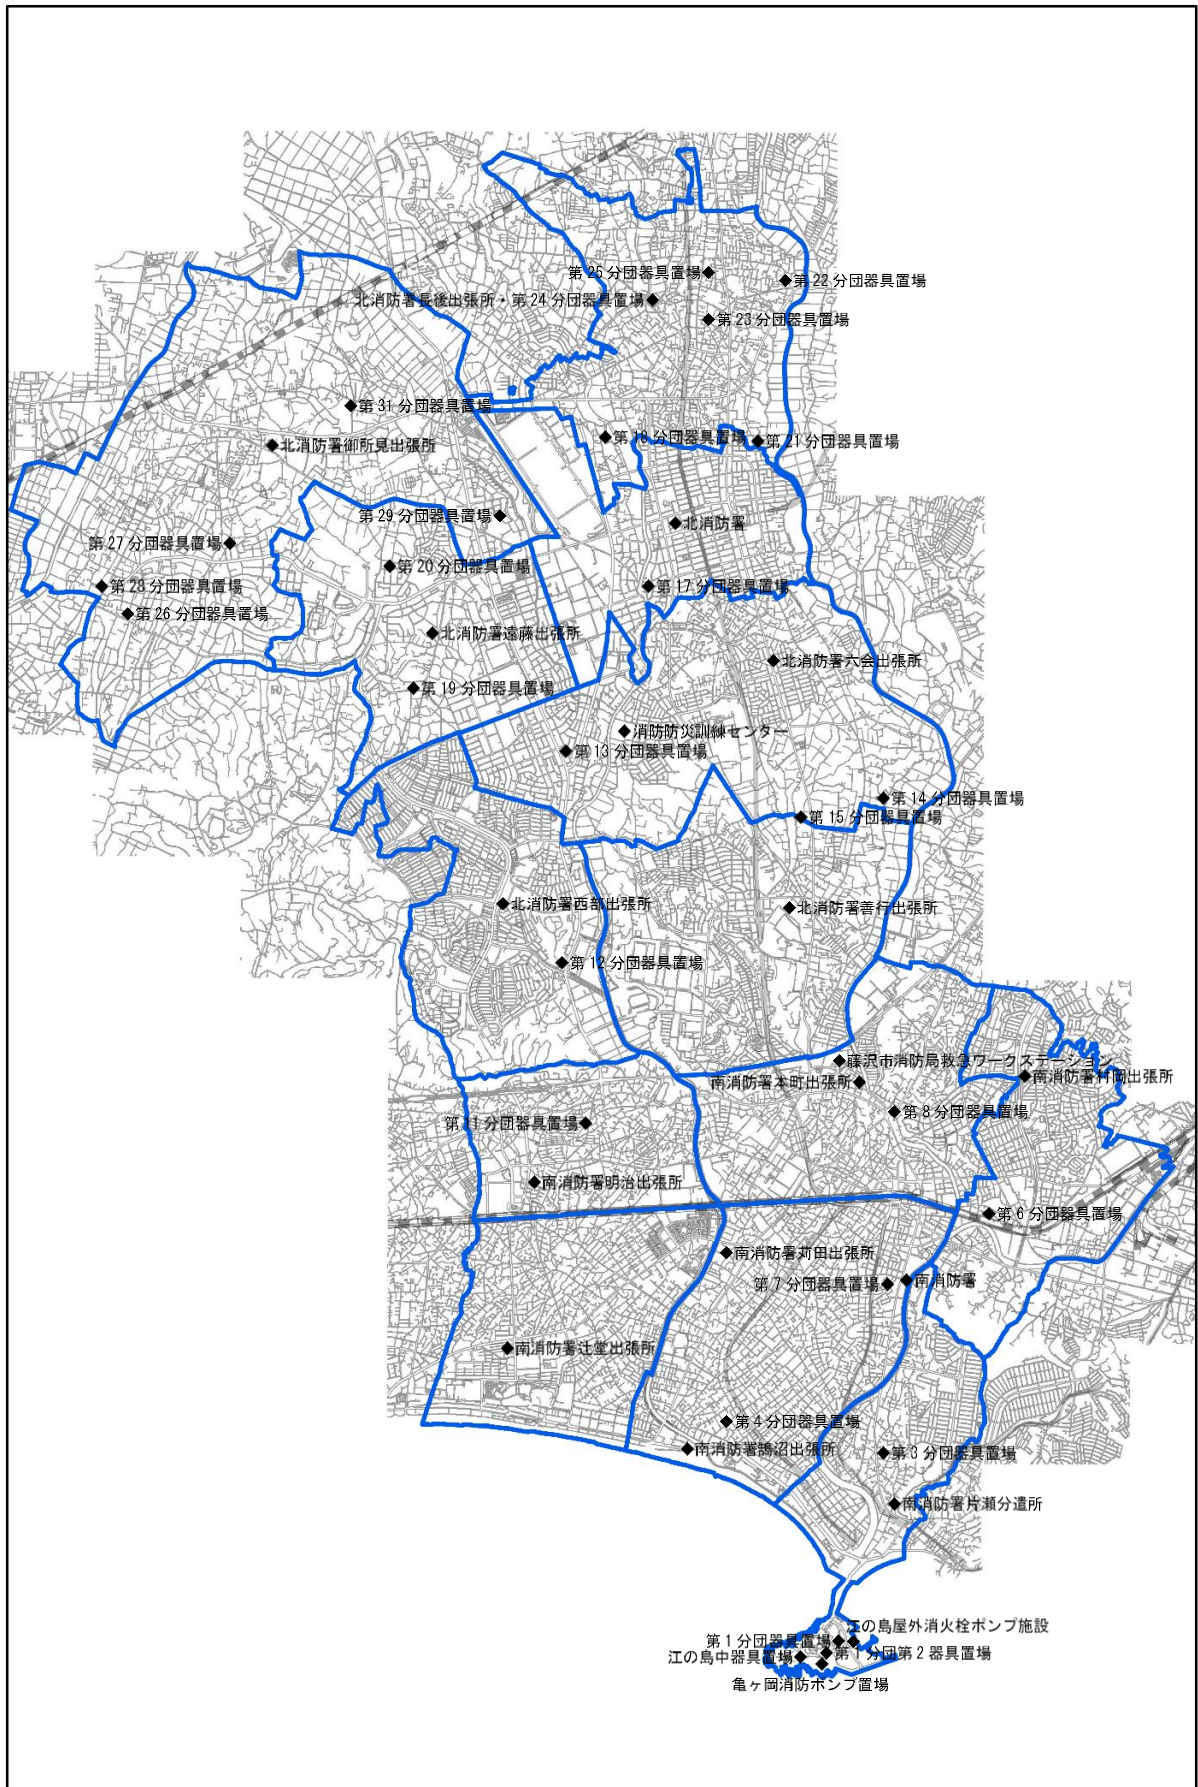 第25分団器具置場
第22分団器具置場
北消防署長後出張所・第24分団器具置場
第23分団器具置場
第31分団器具置場
第18分団器具置場
第21分団器具置場
北消防署御所見出張所
第29分団器具置場
北消防署
第27分団器具置場
第20分団器具置場
第28分団器具置場
第17分団器具置場
第26分団器具置場
北消防署遠藤出張所
北消防署六会出張所
第19分団器具置場
消防防災訓練センター
第13分団器具置場
第14分団器具置場
第15分団器具置場
北消防署西部出張所
北消防署善行出張所
第12分団器具置場
藤沢市消防局救急ワークステーション
南消防署村岡出張所
南消防署本町出張所
第8分団器具置場
第11分団器具置場
南消防署明治出張所
第6分団器具置場
南消防署苅田出張所
南消防署
第7分団器具置場
南消防署辻堂出張所
第4分団器具置場
南消防署鵠沼出張所
第3分団器具置場
南消防署片瀬分遣所
江の島屋外消火栓ポンプ施設
第1分団器具置場
第1分団第2器具置場
江の島中器具置場
亀ヶ岡消防ポンプ置場